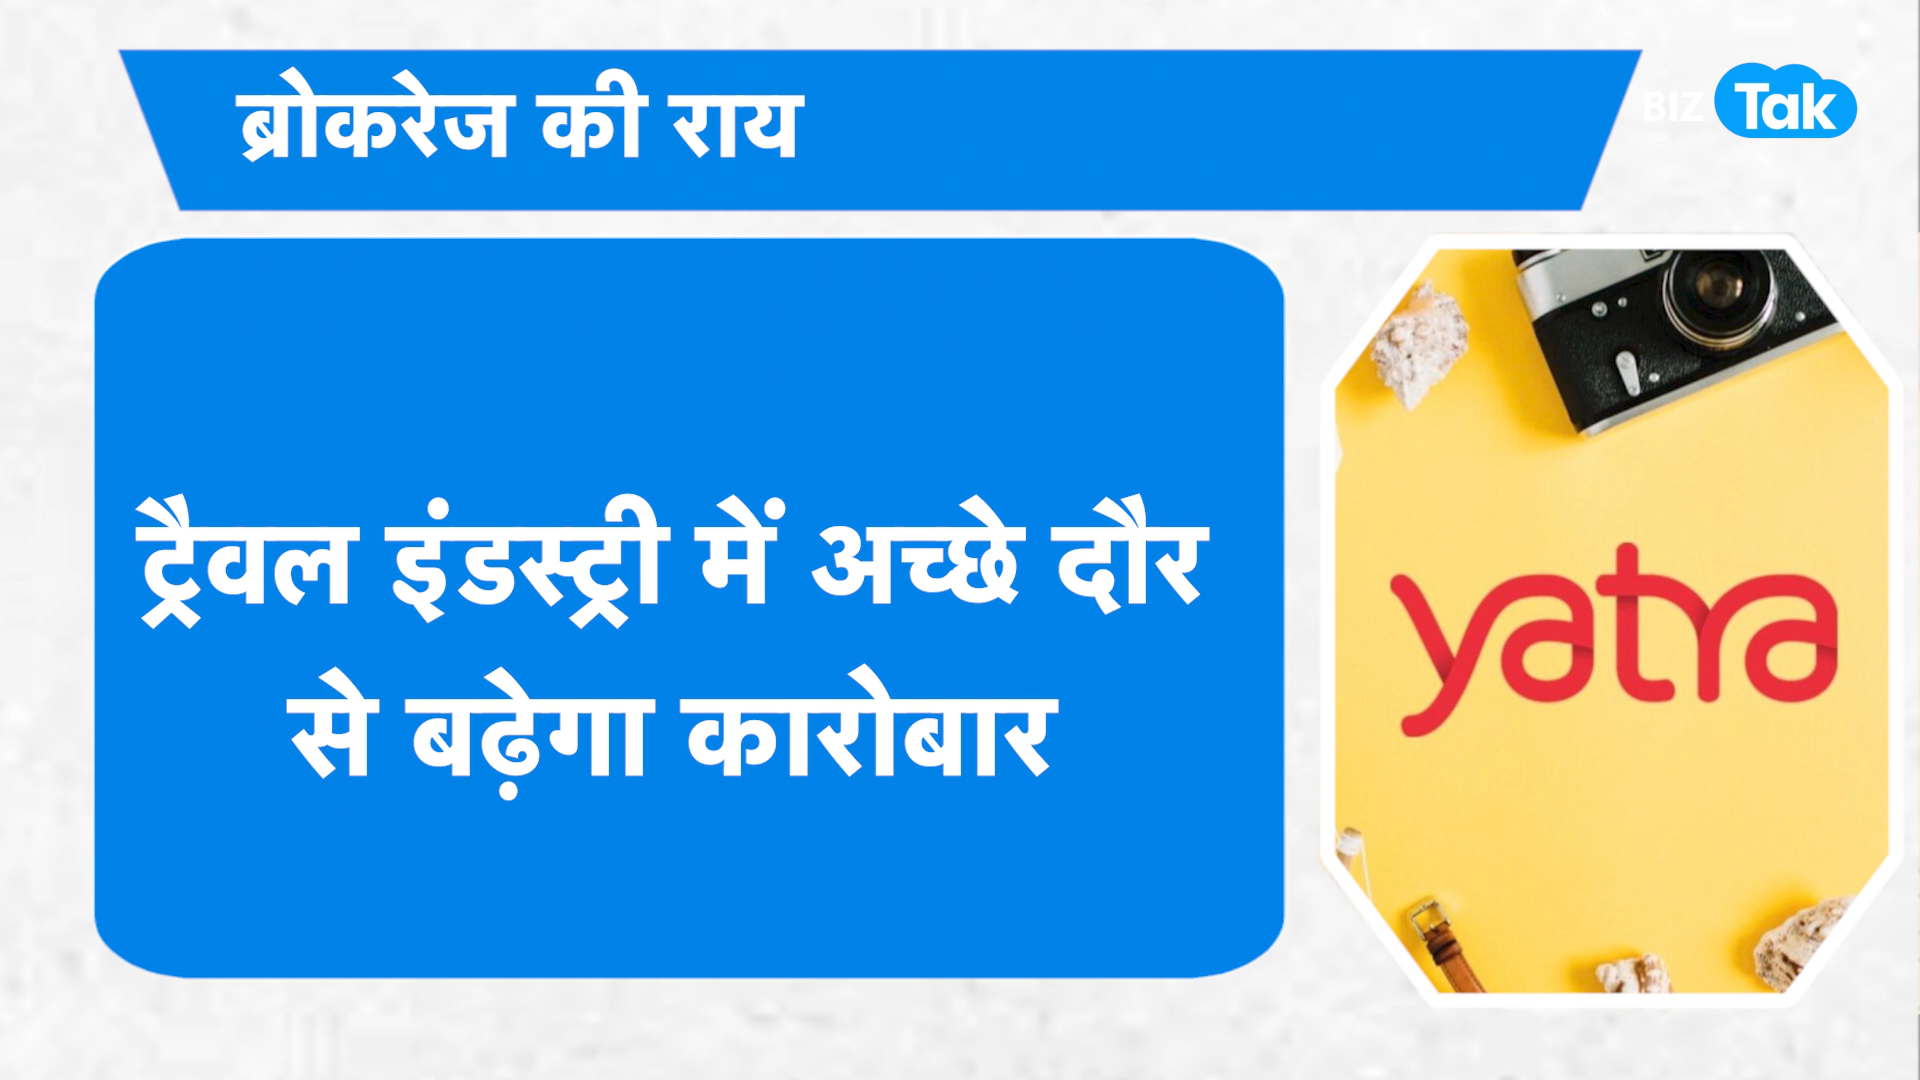 ब्रोकरेज की राय
BIZ Tak
ट्रैवल इंडस्ट्री में अच्छे दौर
से बढ़ेगा कारोबार
yatra